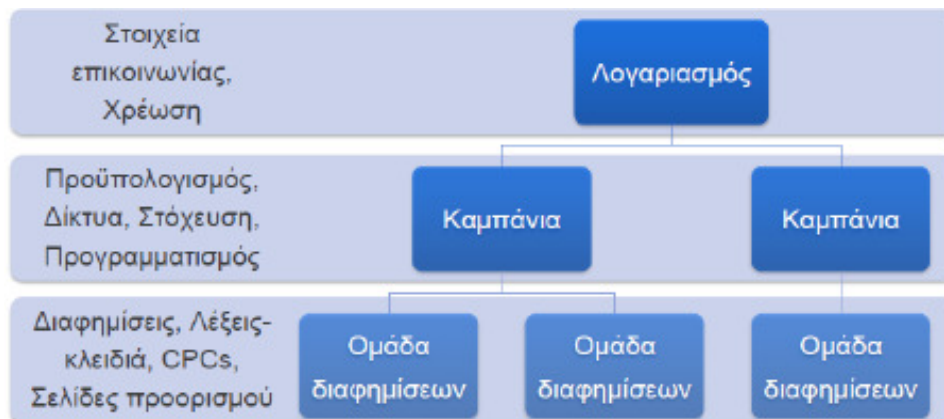 Στοιχεία
επικοινωνίας,
Χρέωση
Λογαριασμός
Προϋπολογισμός,
Δίκτυα, Στόχευση,
Προγραμματισμός
Καμπάνια
Καμπάνια
Διαφημίσεις, Λέξεις-
κλειδιά, CPCs,
Σελίδες προορισμού
Ομάδα
διαφημίσεων
Ομάδα
διαφημίσεων
Ομάδα
διαφημίσεων